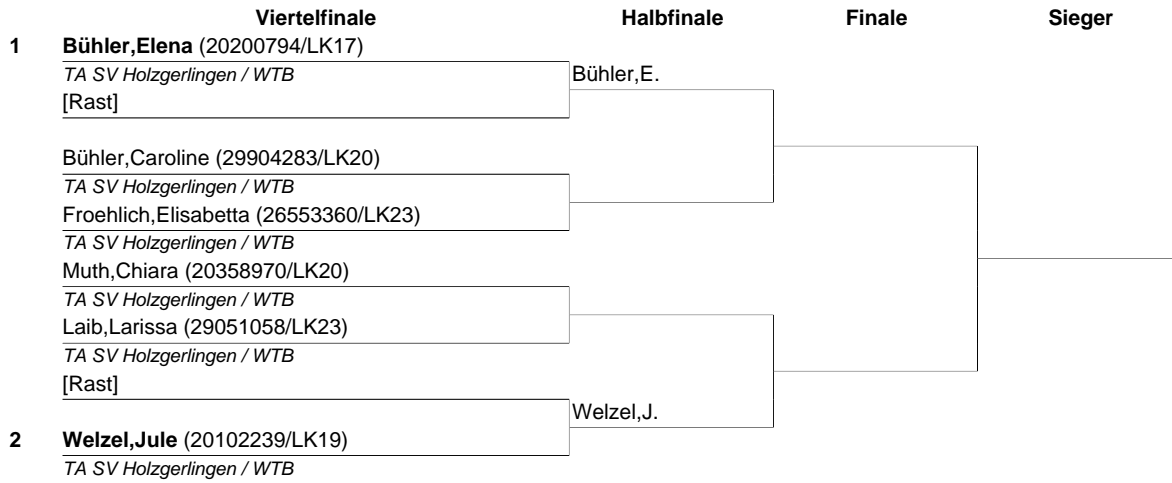 Viertelfinale Halbfinale Finale Sieger
1 Bühler,Elena (20200794/LK17)
TA SV Holzgerlingen / WTB Bühler,E.
[Rast]
Bühler,Caroline (29904283/LK20)
TA SV Holzgerlingen / WTB
Froehlich,Elisabetta (26553360/LK23)
TA SV Holzgerlingen / WTB
Muth,Chiara (20358970/LK20)
TA SV Holzgerlingen / WTB
Laib,Larissa (29051058/LK23)
TA SV Holzgerlingen / WTB
[Rast]
Welzel,J.
2 Welzel,Jule (20102239/LK19)
TA SV Holzgerlingen / WTB